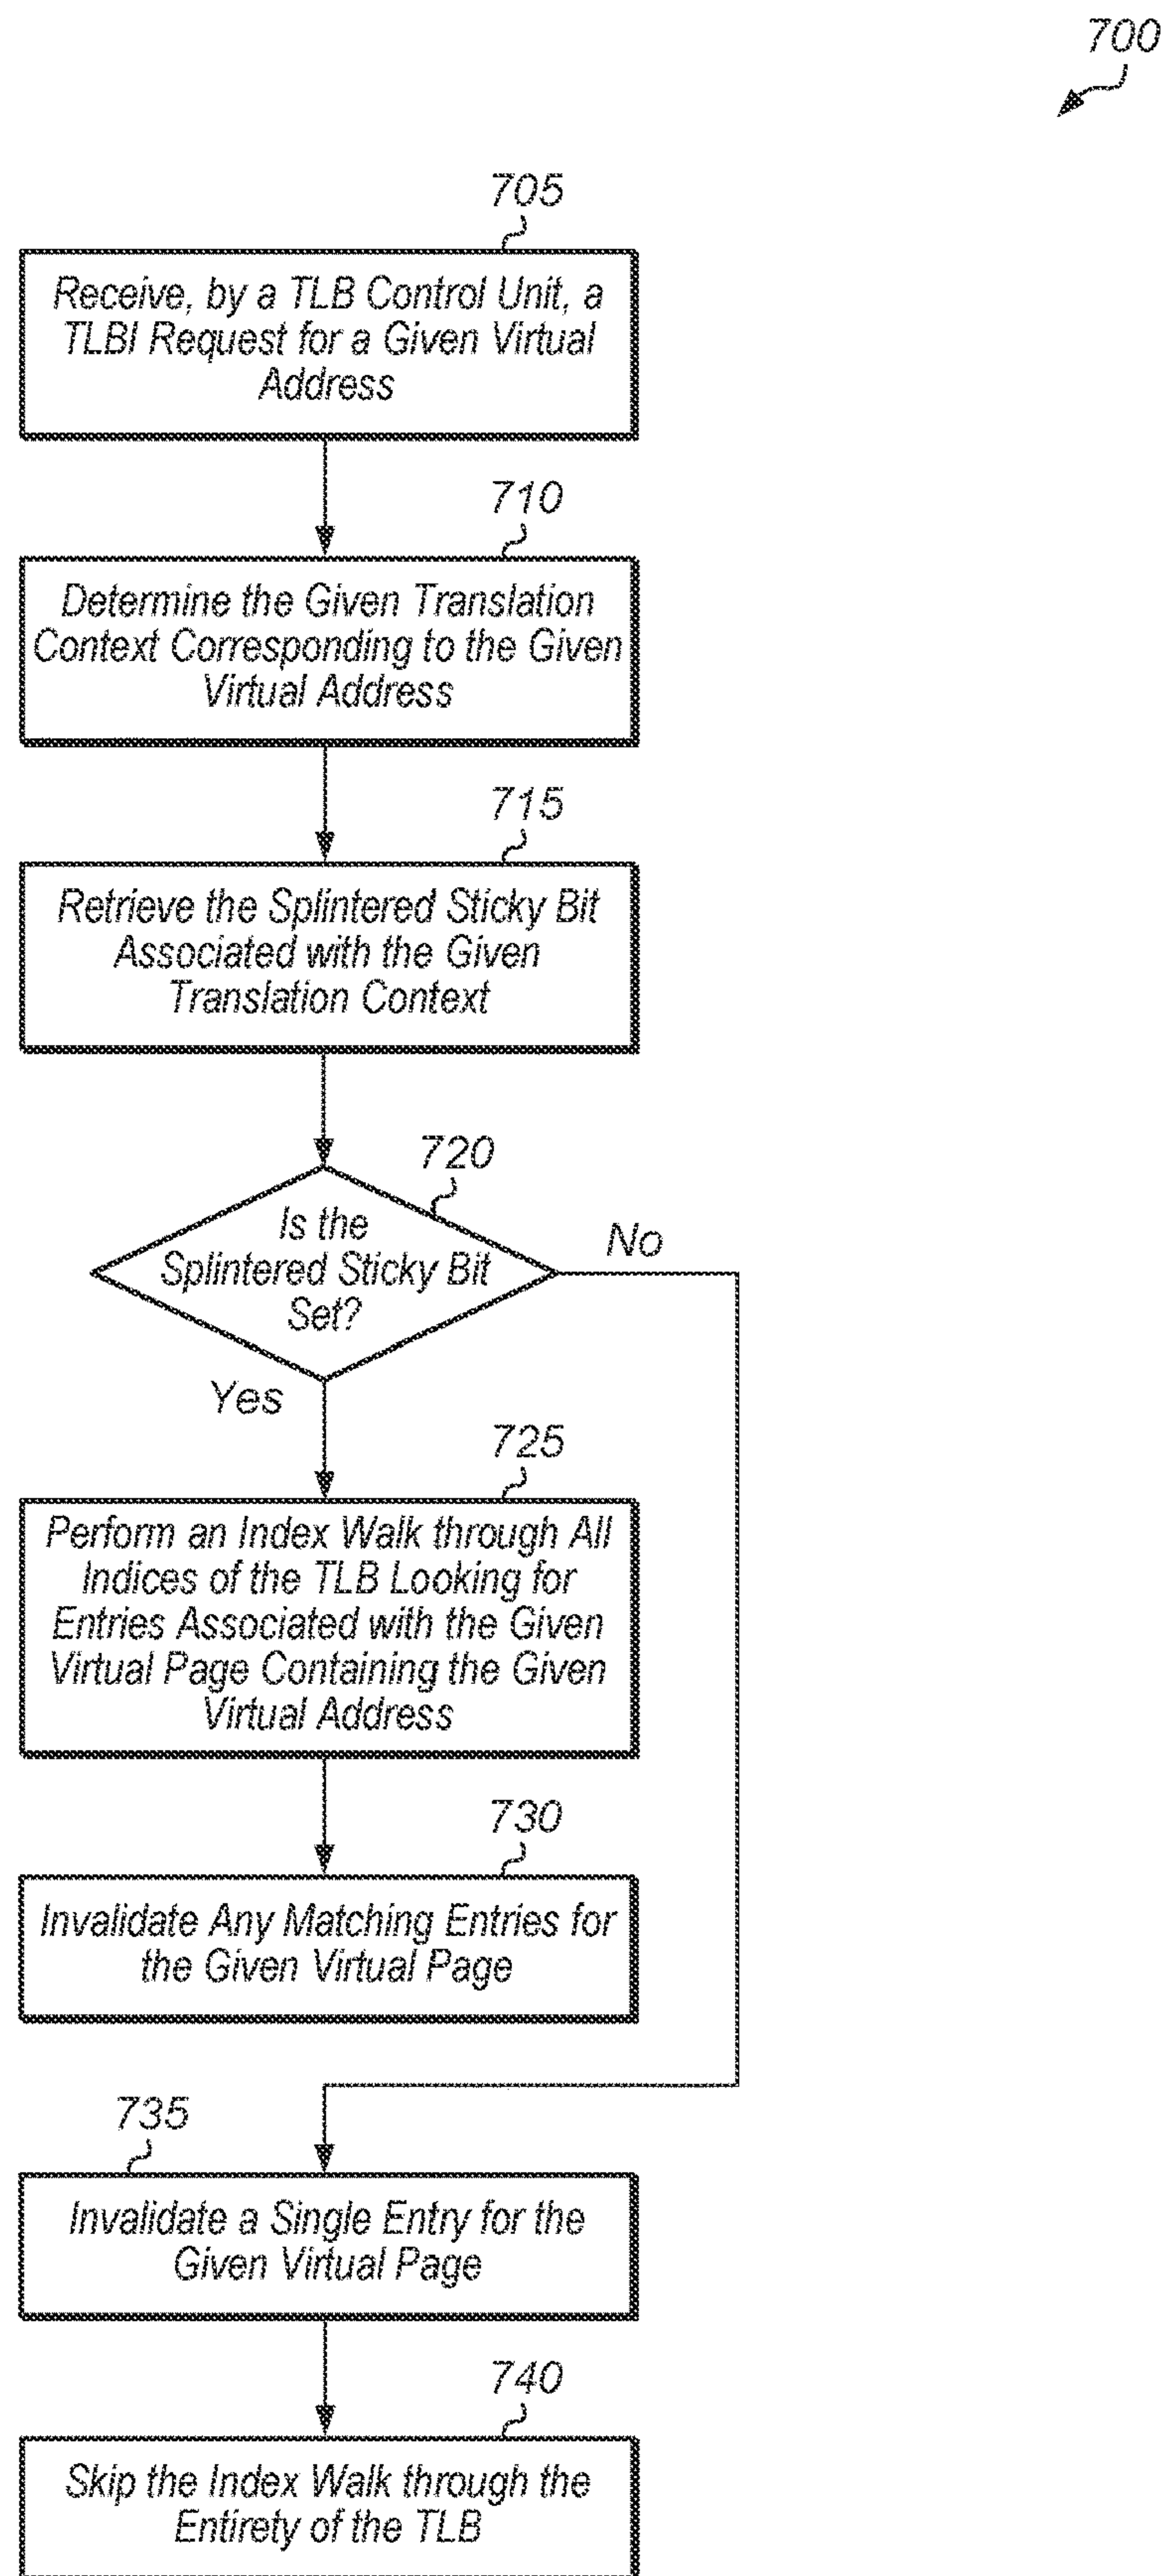 700
705
Receive, by a TLB Control Unit, a
TLBI Request for a Given Virtual
Address
710
Determine the Given Translation
Context Corresponding to the Given
Virtual Address
715
Retrieve the Splintered Sticky Bit
Associated with the Given
Translation Context
720
Is the
Splintered Sticky Bit
Set?
No
Yes
725
Perform an Index Walk through All
Indices of the TLB Looking for
Entries Associated with the Given
Virtual Page Containing the Given
Virtual Address
730
Invalidate Any Matching Entries for
the Given Virtual Page
735
Invalidate a Single Entry for the
Given Virtual Page
740
Skip the Index Walk through the
Entirety of the TLB